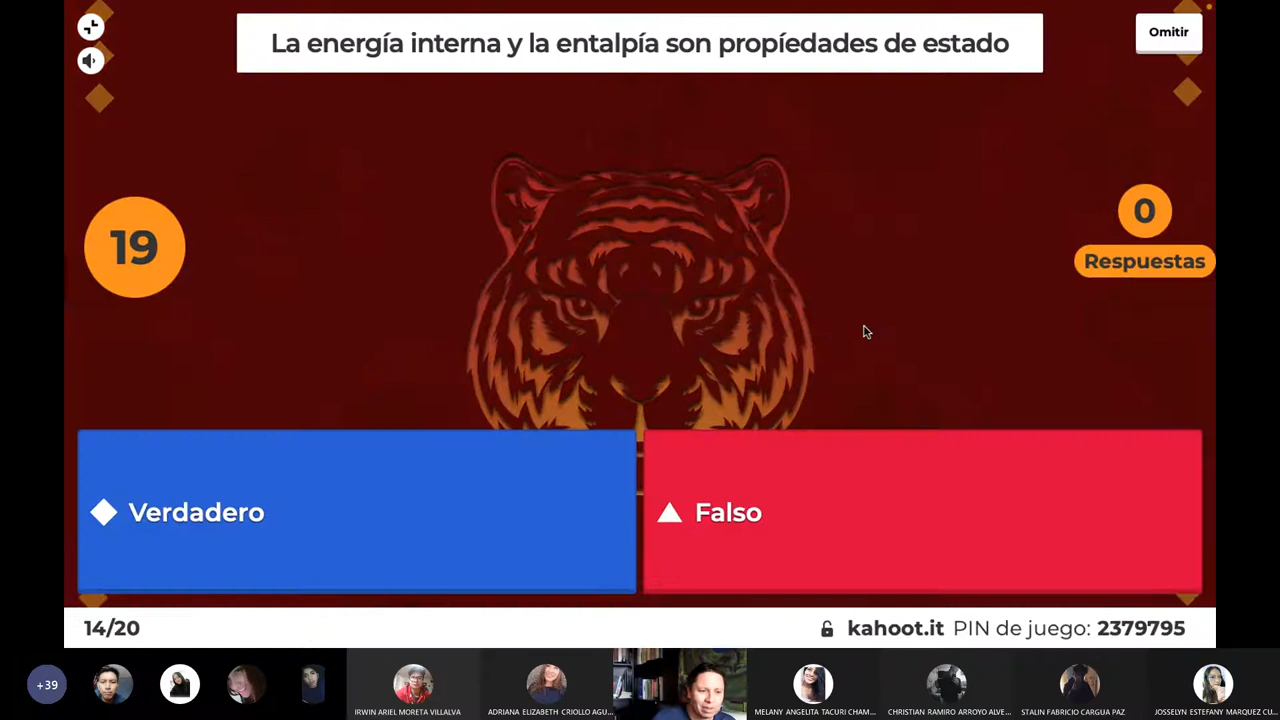 La energía interna y la entalpía son propíedades de estado
Omitir
19
0
Respuestas
Verdadero
Falso
14/20
kahoot.it PIN de juego: 2379795
+39
IRWIN ARIEL MORETA VILLALVA
ADRIANA ELIZABETH CRIOLLO AGU...
MELANY ANGELITA TACURI CHAM...
CHRISTIAN RAMIRO ARROYO ALVE...
STALIN FABRICIO CARGUA PAZ
JOSSELYN ESTEFANY MARQUEZ CU...